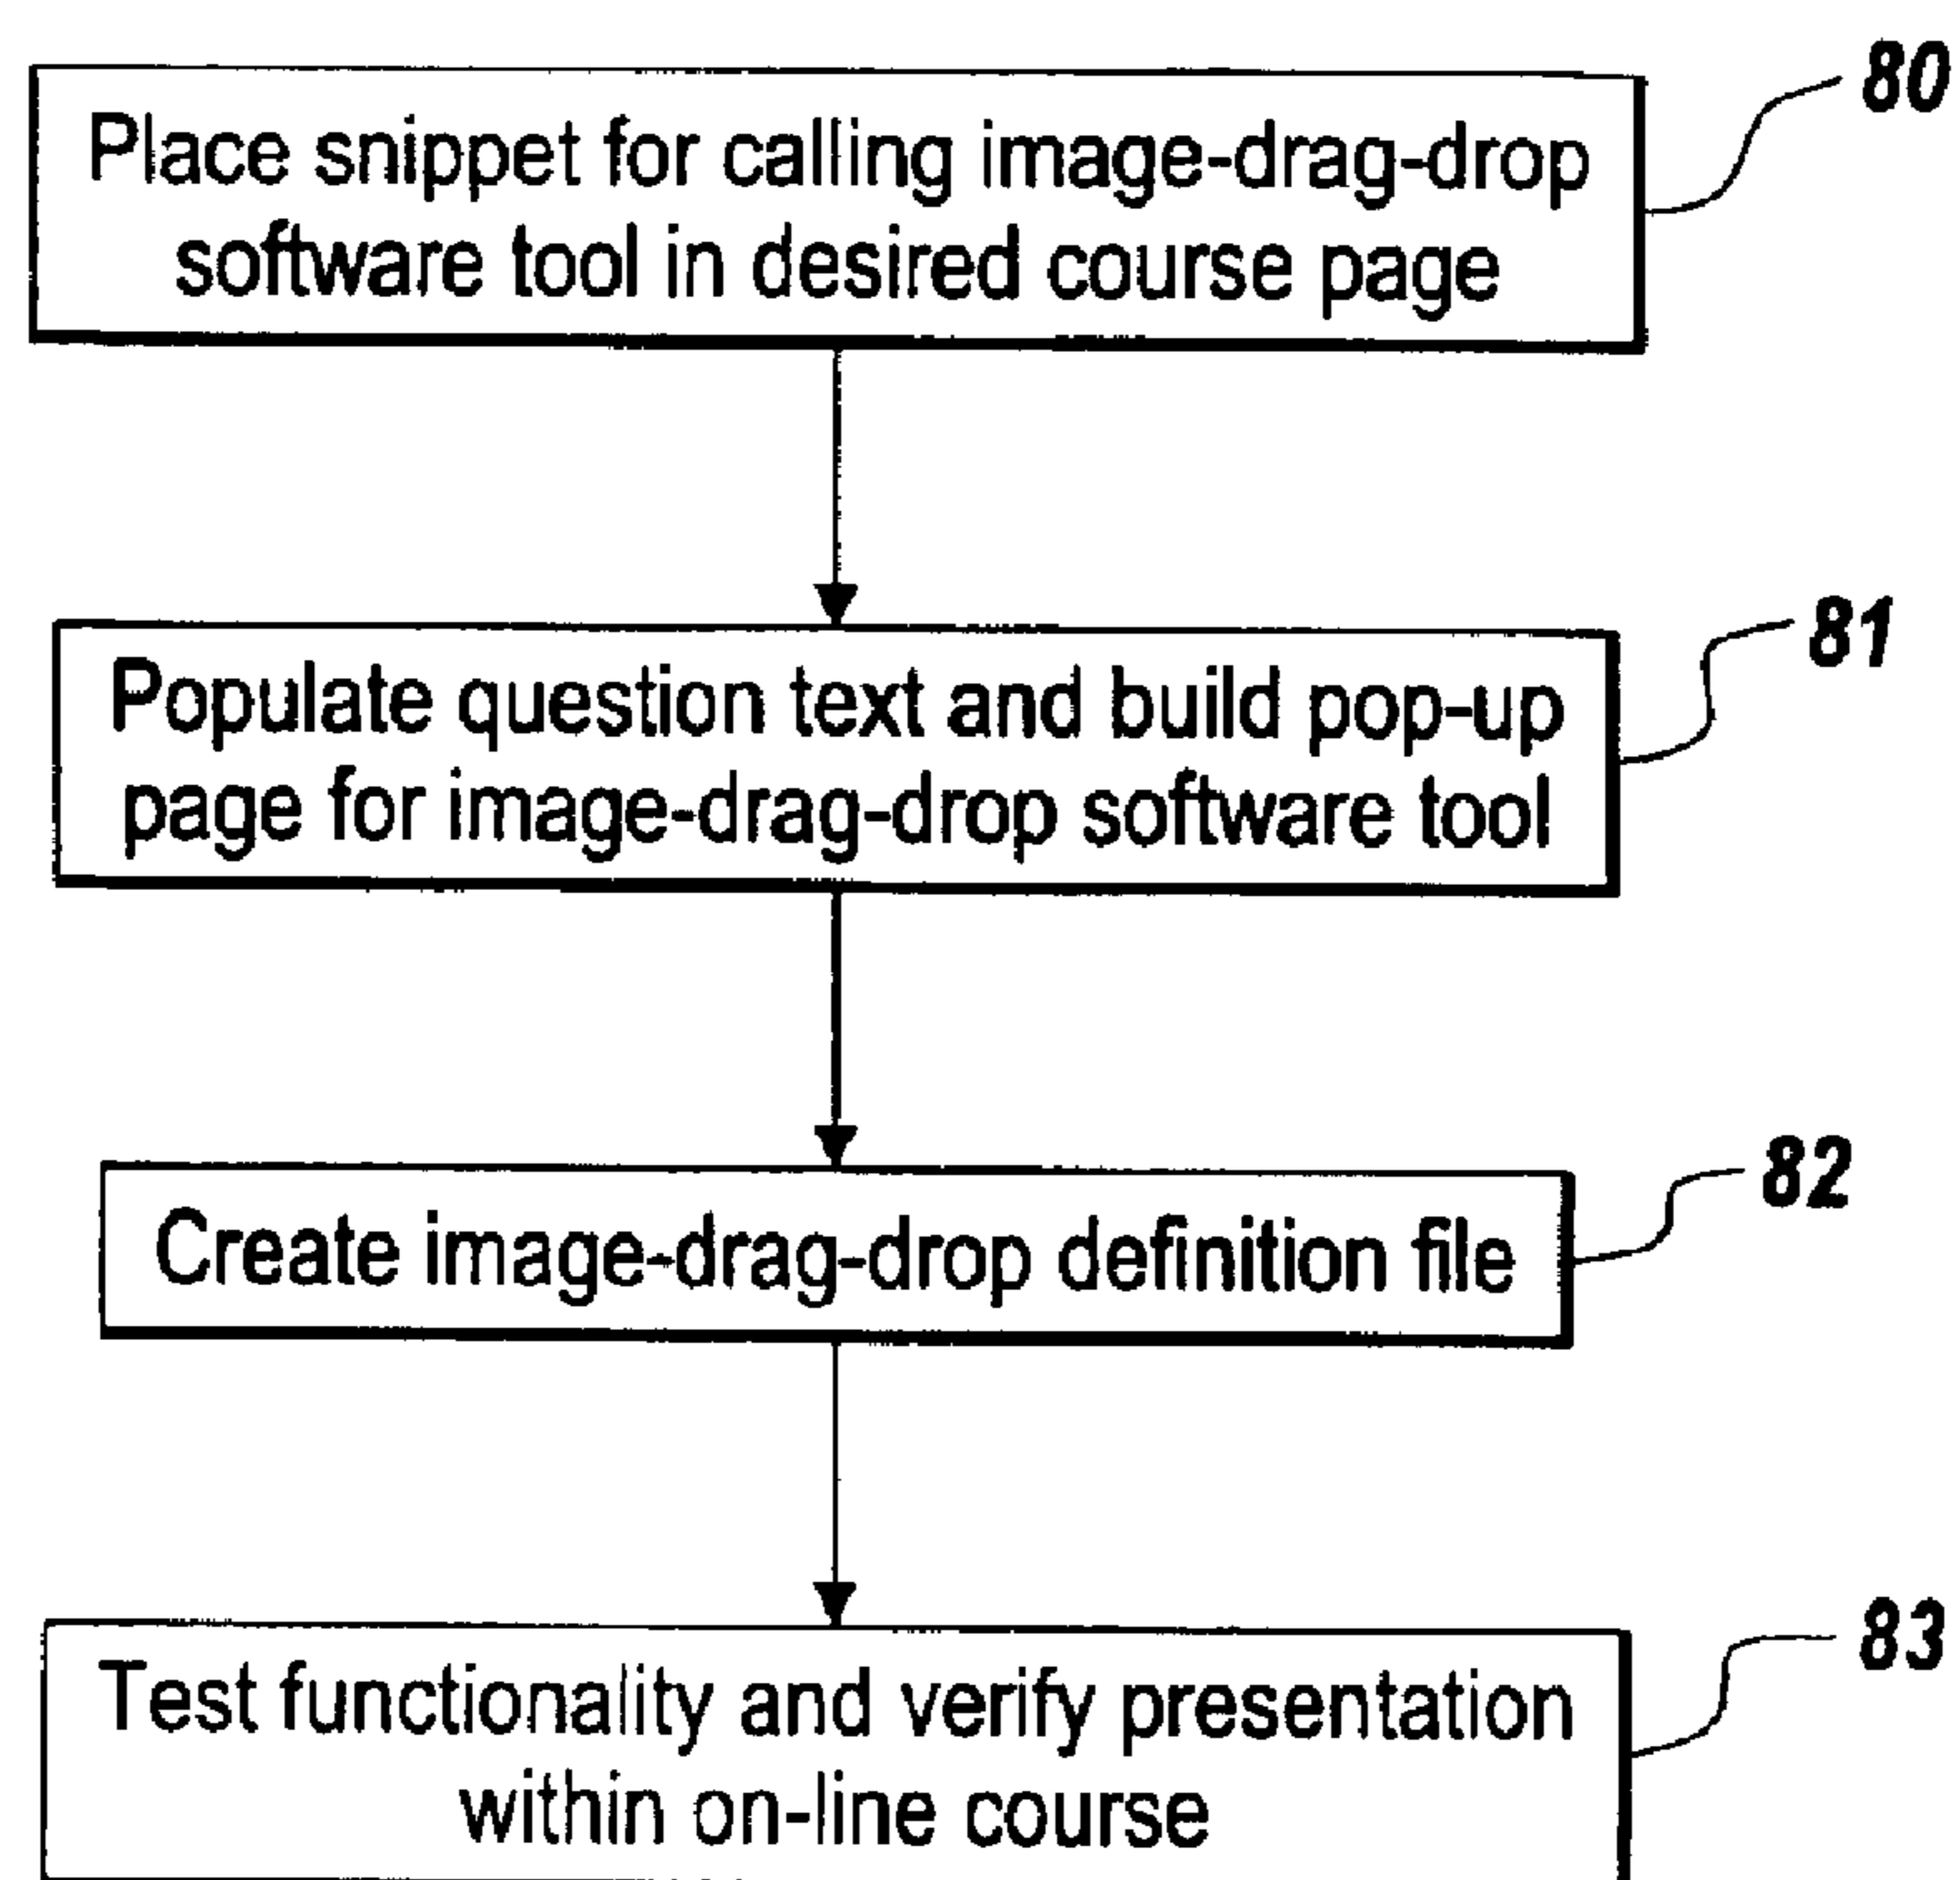 80
Place snippet for calling image-drag-drop
software tool in desired course page
81
Populate question text and build pop-up
page for image-drag-drop software tool
82
Create image-drag-drop definition file
83
Test functionality and verify presentation
within on-line course